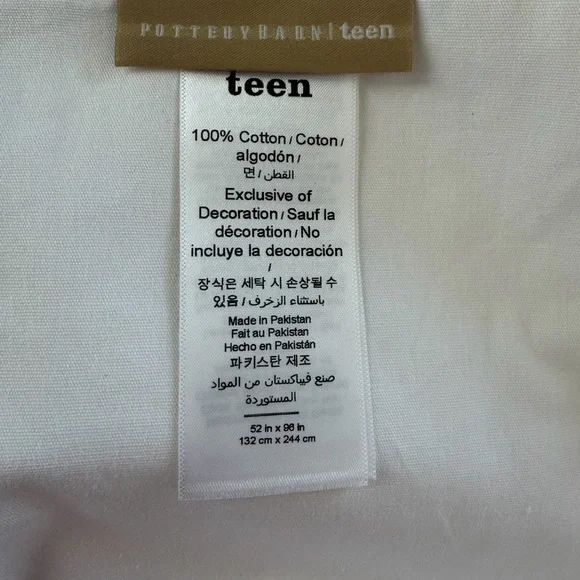 POTTERYBARN | teen
teen
100% Cotton / Coton /
algodón /
면 / القطن /
Exclusive of
Decoration / Sauf la
décoration / No
incluye la decoración
/
장식은 세탁 시 손상될 수
있음 / باستثناء الزخرف /
Made in Pakistan
Fait au Pakistan
Hecho en Pakistán
파키스탄 제조
صنع فيباكستان من المواد
المستوردة
52 in x 96 in
132 cm x 244 cm